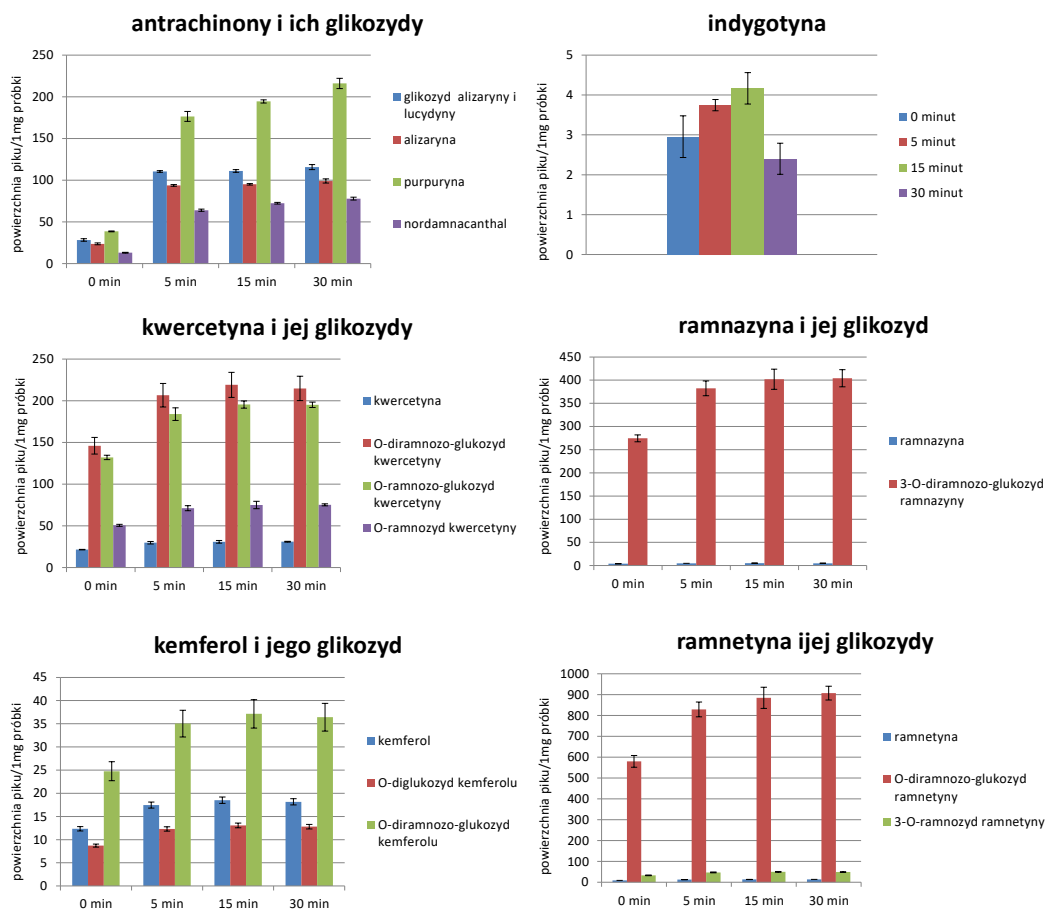 antrachinony i ich glikozydy
powierzchnia piku/1mg próbki
250
200
150
100
50
0
0 min
5 min
15 min
30 min
glikozyd alizaryny i
lucydyny
alizaryna
purpuryna
nordamnacanthal
indygotyna
powierzchnia piku/1mg próbki
5
4
3
2
1
0
0 minut
5 minut
15 minut
30 minut
kwercetyna i jej glikozydy
powierzchnia piku/1mg próbki
250
200
150
100
50
0
0 min
5 min
15 min
30 min
kwercetyna
O-diramnozo-glukozyd
kwercetyny
O-ramnozo-glukozyd
kwercetyny
O-ramnozyd kwercetyny
ramnazyna i jej glikozyd
powierzchnia piku/1mg próbki
450
400
350
300
250
200
150
100
50
0
0 min
5 min
15 min
30 min
ramnazyna
3-O-diramnozo-glukozyd
ramnazyny
kemferol i jego glikozyd
powierzchnia piku/1mg próbki
45
40
35
30
25
20
15
10
5
0
0 min
5 min
15 min
30 min
kemferol
O-diglukozyd kemferolu
O-diramnozo-glukozyd
kemferolu
ramnetyna ijej glikozydy
powierzchnia piku/1mg próbki
1000
900
800
700
600
500
400
300
200
100
0
0 min
5 min
15 min
30 min
ramnetyna
O-diramnozo-glukozyd
ramnetyny
3-O-ramnozyd ramnetyny